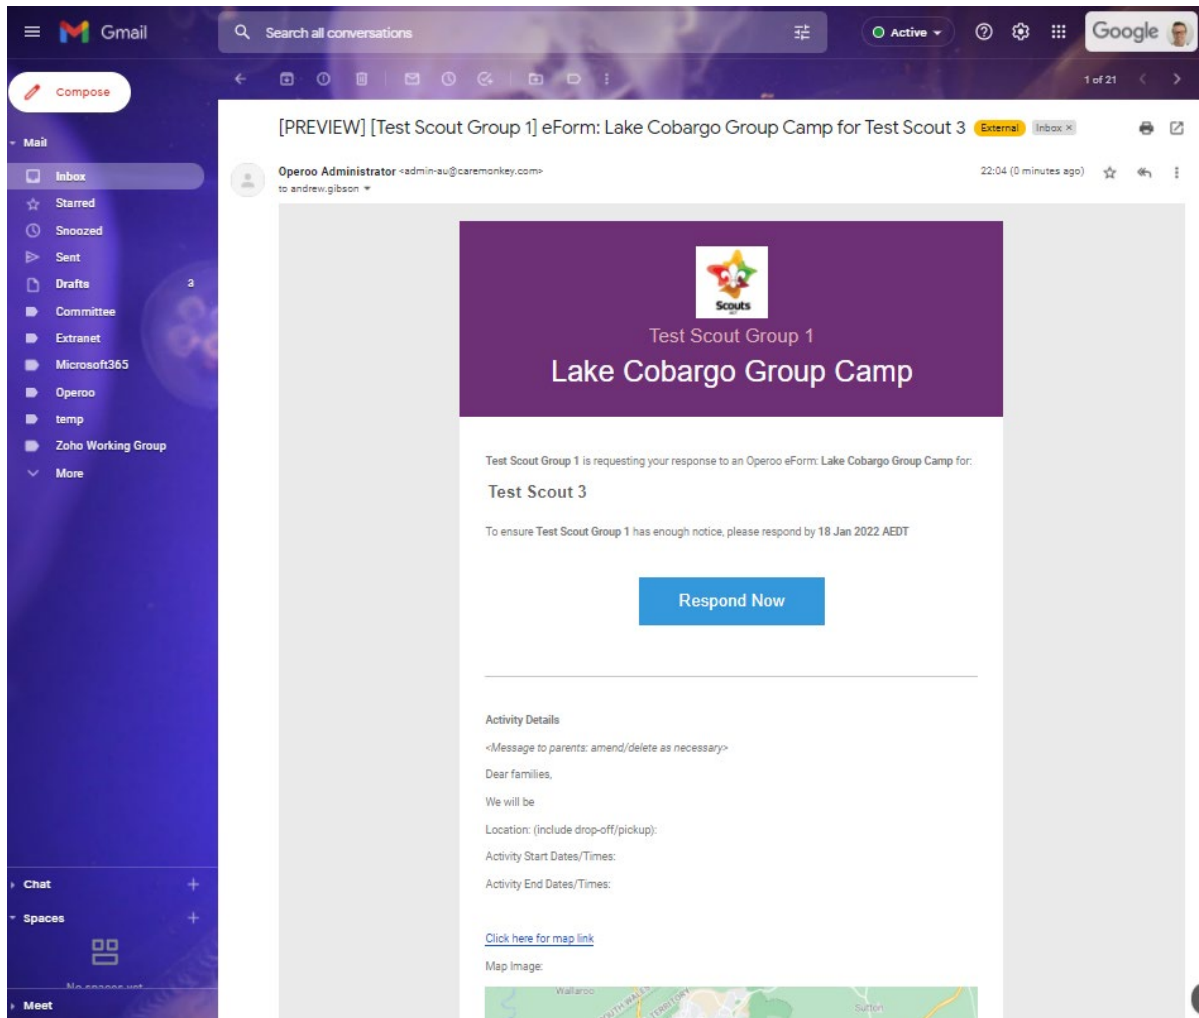 Gmail
Search all conversations
Active
Google
Compose
1 of 21
Mail
Inbox
Starred
Snoozed
Sent
Drafts 3
Committee
Extranet
Microsoft365
Operoo
temp
Zoho Working Group
More
Chat
Spaces
No spaces yet
Meet
[PREVIEW] [Test Scout Group 1] eForm: Lake Cobargo Group Camp for Test Scout 3 External Inbox ×
Operoo Administrator <admin-au@caremonkey.com> 22:04 (0 minutes ago)
to andrew.gibson
Scouts
Test Scout Group 1
Lake Cobargo Group Camp
Test Scout Group 1 is requesting your response to an Operoo eForm: Lake Cobargo Group Camp for:
Test Scout 3
To ensure Test Scout Group 1 has enough notice, please respond by 18 Jan 2022 AEDT
Respond Now
Activity Details
<Message to parents: amend/delete as necessary>
Dear families,
We will be
Location: (include drop-off/pickup):
Activity Start Dates/Times:
Activity End Dates/Times:
Click here for map link
Map Image:
Wallaroo
SOUTH WALES
TERRITORY
Sutton